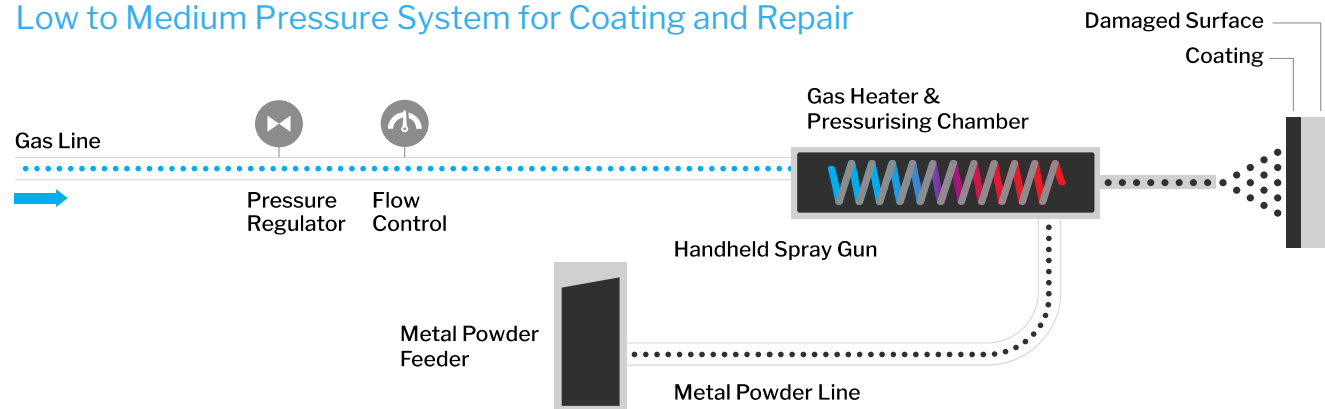 Low to Medium Pressure System for Coating and Repair
Damaged Surface
Coating
Gas Heater &
Pressurising Chamber
Gas Line
Pressure
Regulator
Flow
Control
Handheld Spray Gun
Metal Powder
Feeder
Metal Powder Line